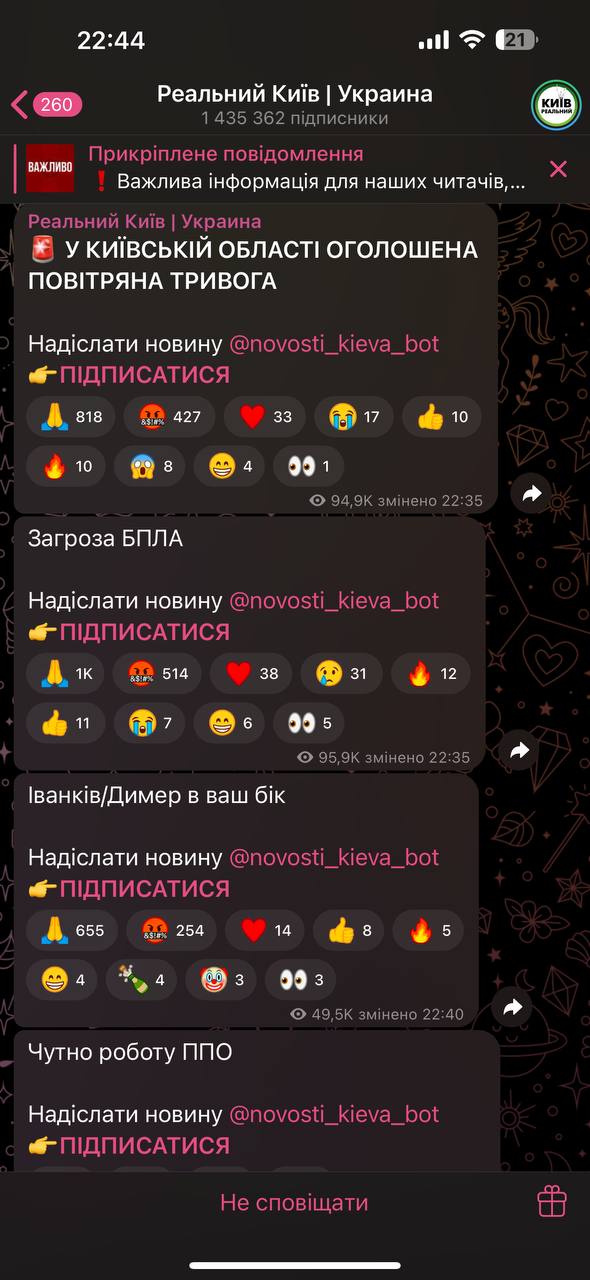 22:44
21
260
Реальний Київ | Украина
1 435 362 підписники
КИЇВ
РЕАЛЬНИЙ
ВАЖЛИВО
Прикріплене повідомлення
❗ Важлива інформація для наших читачів,...
Реальний Київ | Украина
🚨 У КИЇВСЬКІЙ ОБЛАСТІ ОГОЛОШЕНА
ПОВІТРЯНА ТРИВОГА
Надіслати новину @novosti_kieva_bot
👉ПІДПИСАТИСЯ
🙏 818 🤬 427 ❤️ 33 😭 17 👍 10
🔥 10 😱 8 😁 4 👀 1
94,9K змінено 22:35
Загроза БПЛА
Надіслати новину @novosti_kieva_bot
👉ПІДПИСАТИСЯ
🙏 1K 🤬 514 ❤️ 38 😢 31 🔥 12
👍 11 😭 7 😁 6 👀 5
95,9K змінено 22:35
Іванків/Димер в ваш бік
Надіслати новину @novosti_kieva_bot
👉ПІДПИСАТИСЯ
🙏 655 🤬 254 ❤️ 14 👍 8 🔥 5
😁 4 🍾 4 🤡 3 👀 3
49,5K змінено 22:40
Чутно роботу ППО
Надіслати новину @novosti_kieva_bot
👉ПІДПИСАТИСЯ
Не сповіщати